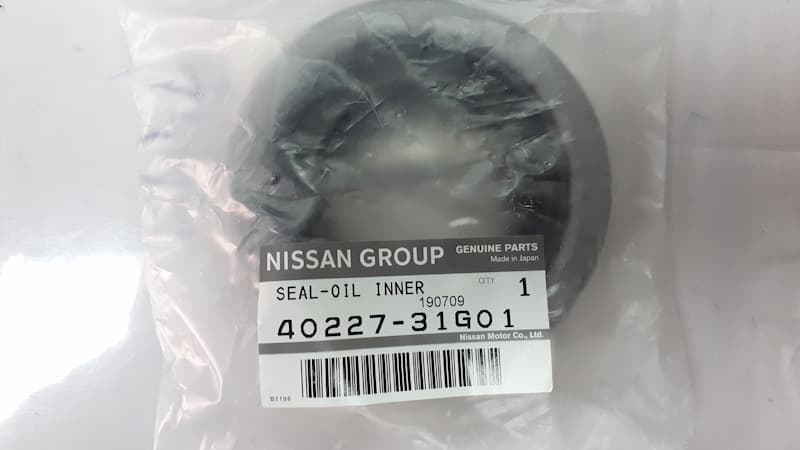 NISSAN GROUP GENUINE PARTS
Made in Japan
SEAL-OIL INNER Q'TY 1
190709
40227-31G01
Nissan Motor Co., Ltd.
B1196